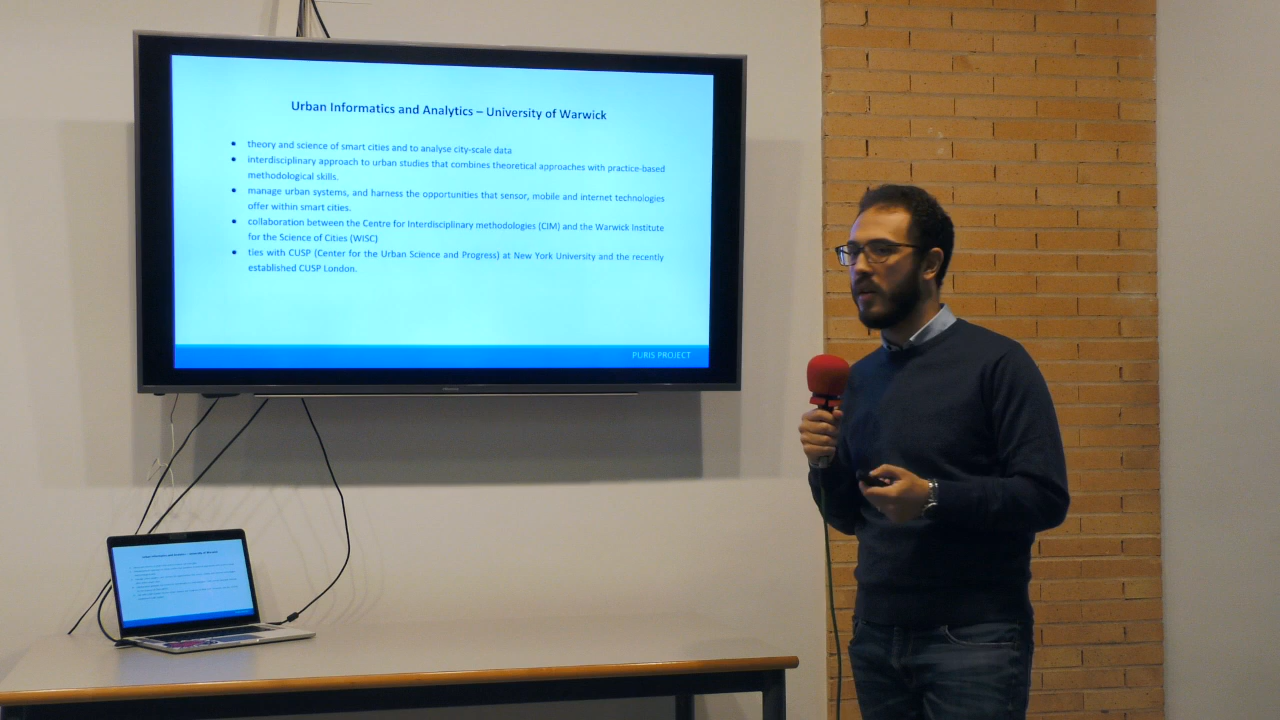 Urban Informatics and Analytics – University of Warwick
• theory and science of smart cities and to analyse city-scale data
• interdisciplinary approach to urban studies that combines theoretical approaches with practice-based
methodological skills.
• manage urban systems, and harness the opportunities that sensor, mobile and internet technologies
offer within smart cities.
• collaboration between the Centre for Interdisciplinary methodologies (CIM) and the Warwick Institute
for the Science of Cities (WISC)
• ties with CUSP (Center for the Urban Science and Progress) at New York University and the recently
established CUSP London.
PURIS PROJECT